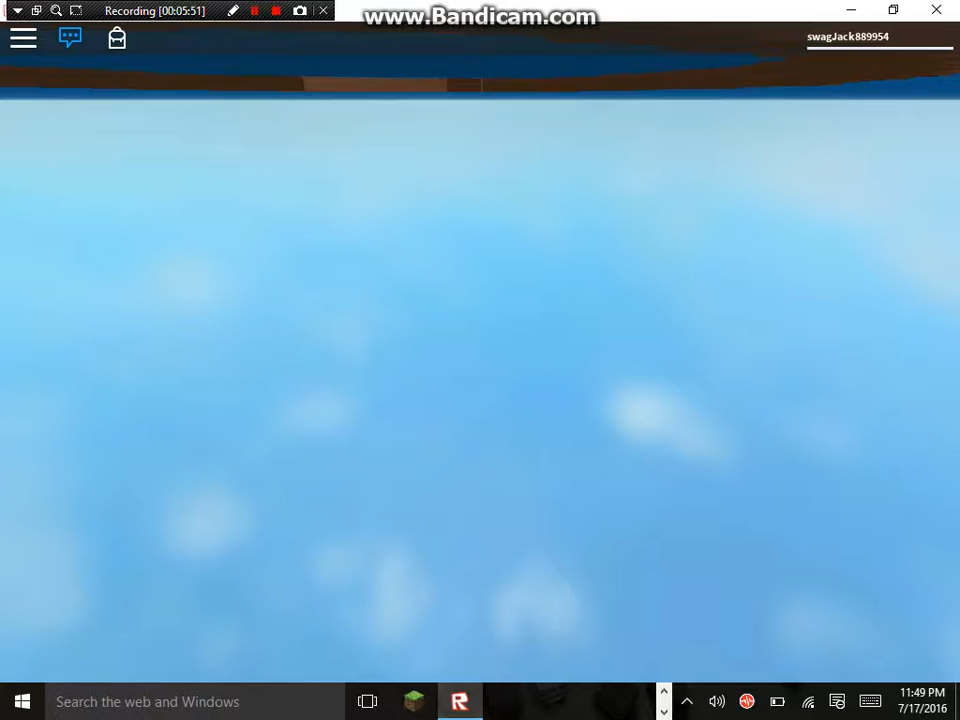 Recording [00:05:51]
www.Bandicam.com
swagJack889954
Search the web and Windows
11:49 PM
7/17/2016